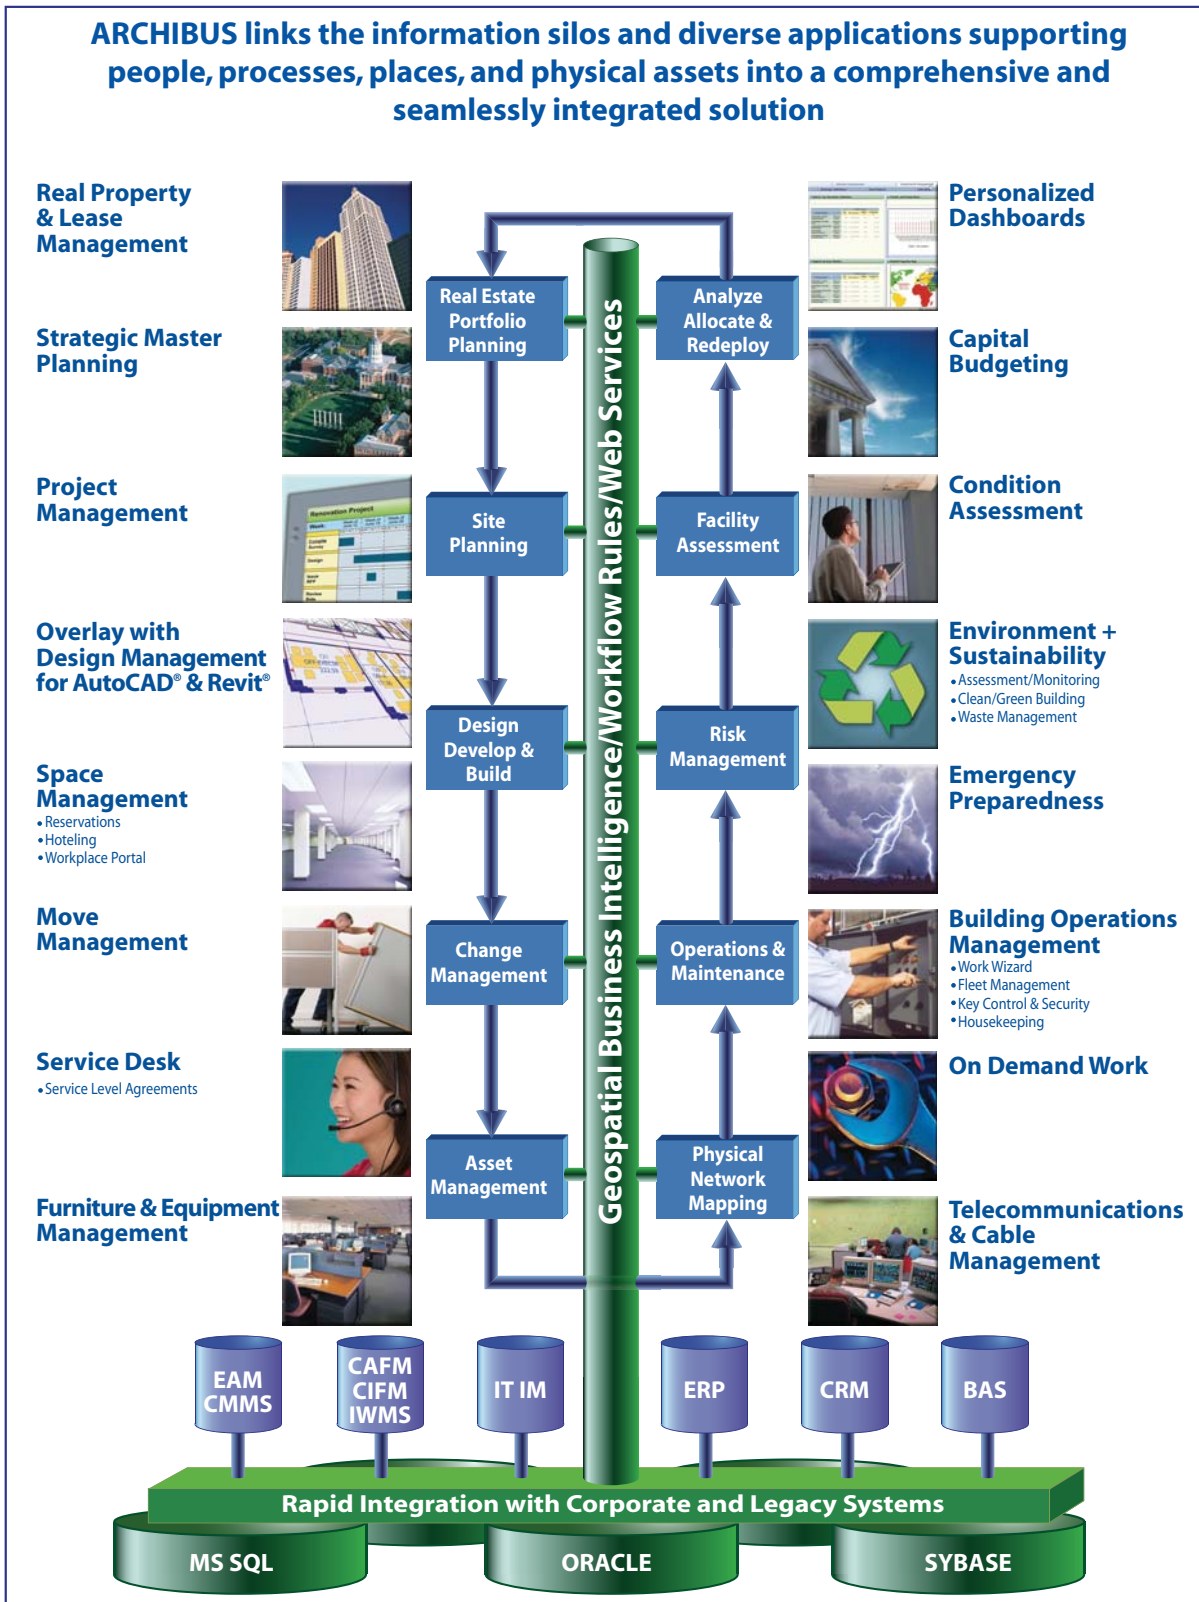 ARCHIBUS links the information silos and diverse applications supporting
people, processes, places, and physical assets into a comprehensive and
seamlessly integrated solution
Real Property
& Lease
Management
Strategic Master
Planning
Project
Management
Renovation Project
Overlay with
Design Management
for AutoCAD® & Revit®
Space
Management
• Reservations
• Hoteling
• Workplace Portal
Move
Management
Service Desk
• Service Level Agreements
Furniture & Equipment
Management
Real Estate
Portfolio
Planning
Site
Planning
Design
Develop &
Build
Change
Management
Asset
Management
Geospatial Business Intelligence/Workflow Rules/Web Services
Analyze
Allocate &
Redeploy
Facility
Assessment
Risk
Management
Operations &
Maintenance
Physical
Network
Mapping
Personalized
Dashboards
Capital
Budgeting
Condition
Assessment
Environment +
Sustainability
• Assessment/Monitoring
• Clean/Green Building
• Waste Management
Emergency
Preparedness
Building Operations
Management
• Work Wizard
• Fleet Management
• Key Control & Security
• Housekeeping
On Demand Work
Telecommunications
& Cable
Management
EAM
CMMS
CAFM
CIFM
IWMS
IT IM
ERP
CRM
BAS
Rapid Integration with Corporate and Legacy Systems
MS SQL
ORACLE
SYBASE